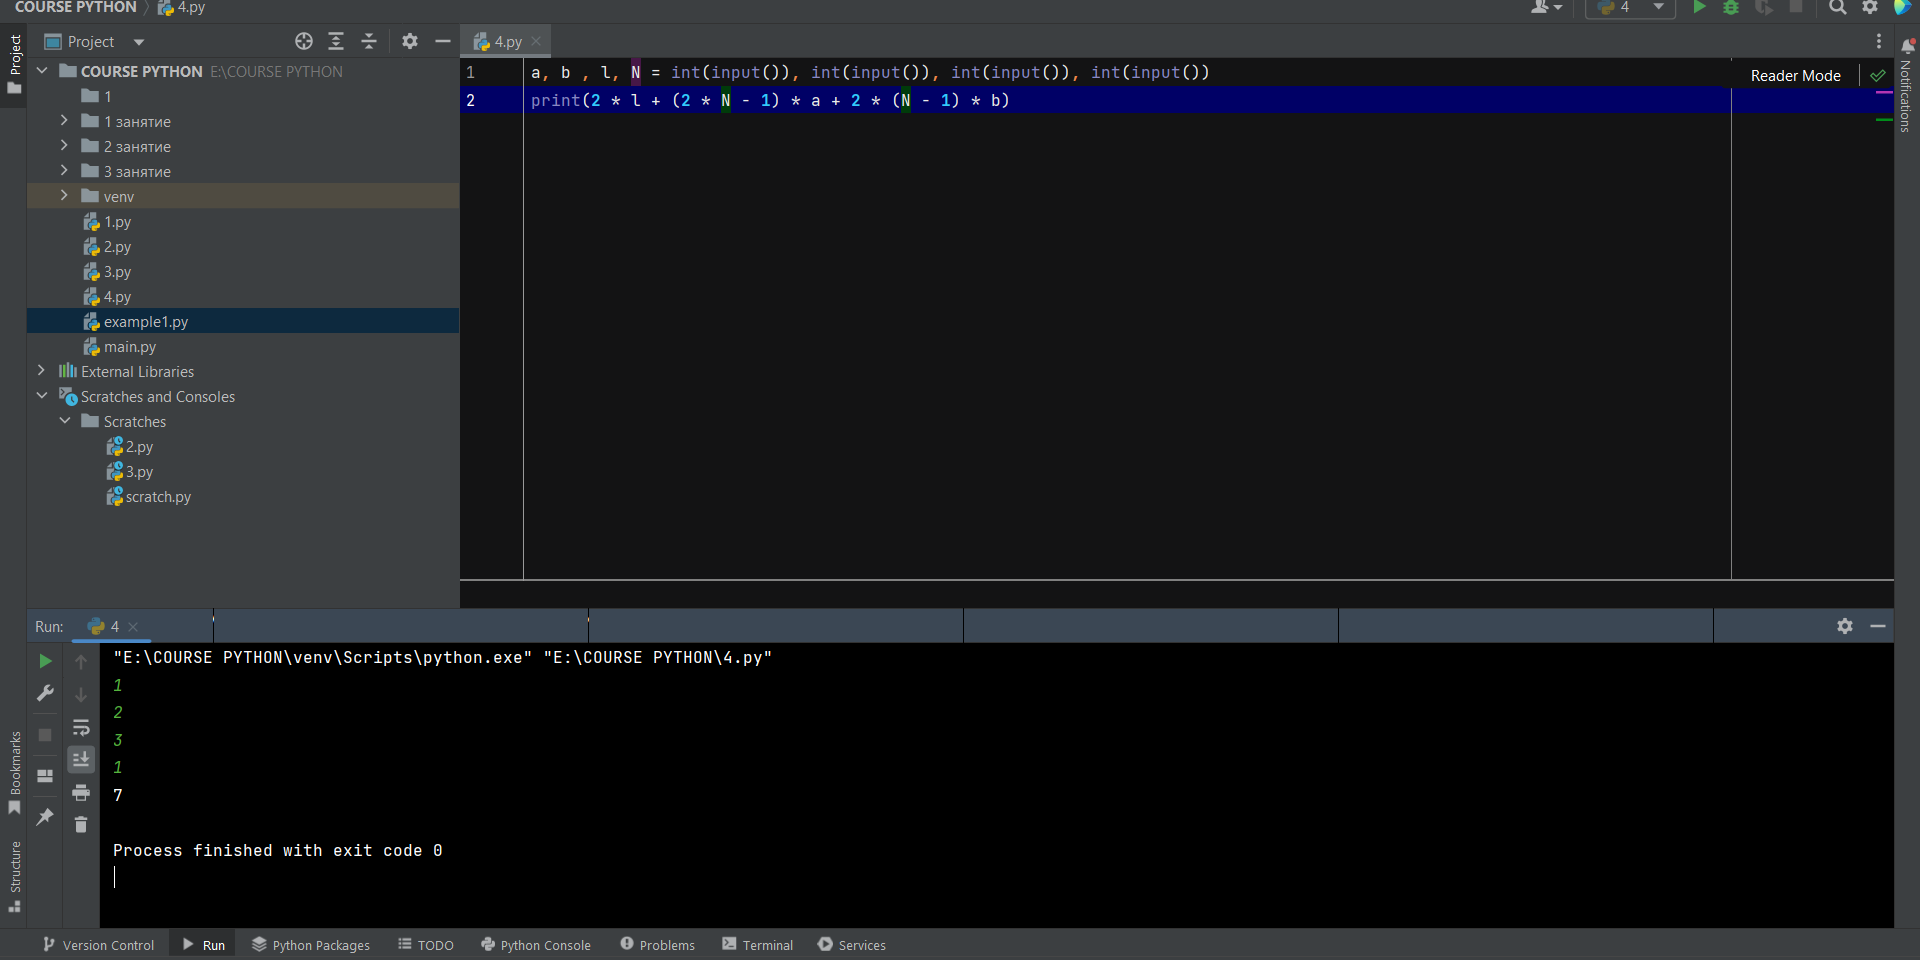 COURSE PYTHON 4.py
4
Project
4.py
COURSE PYTHON E:\COURSE PYTHON
1
1 занятие
2 занятие
3 занятие
venv
1.py
2.py
3.py
4.py
example1.py
main.py
External Libraries
Scratches and Consoles
Scratches
2.py
3.py
scratch.py
Project
Bookmarks
Structure
1 a, b , l, N = int(input()), int(input()), int(input()), int(input())
2 print(2 * l + (2 * N - 1) * a + 2 * (N - 1) * b)
Reader Mode
Notifications
Run: 4
"E:\COURSE PYTHON\venv\Scripts\python.exe" "E:\COURSE PYTHON\4.py"
1
2
3
1
7
Process finished with exit code 0
Version Control Run Python Packages TODO Python Console Problems Terminal Services